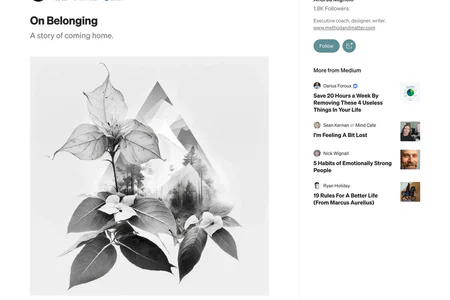 On Belonging
A story of coming home.
1.8K Followers
Executive coach, designer, writer.
www.methodandmatter.com
Follow
More from Medium
Darius Foroux
Save 20 Hours a Week By
Removing These 4 Useless
Things In Your Life
Sean Kernan in Mind Cafe
I'm Feeling A Bit Lost
Nick Wignall
5 Habits of Emotionally Strong
People
Ryan Holiday
19 Rules For A Better Life
(From Marcus Aurelius)